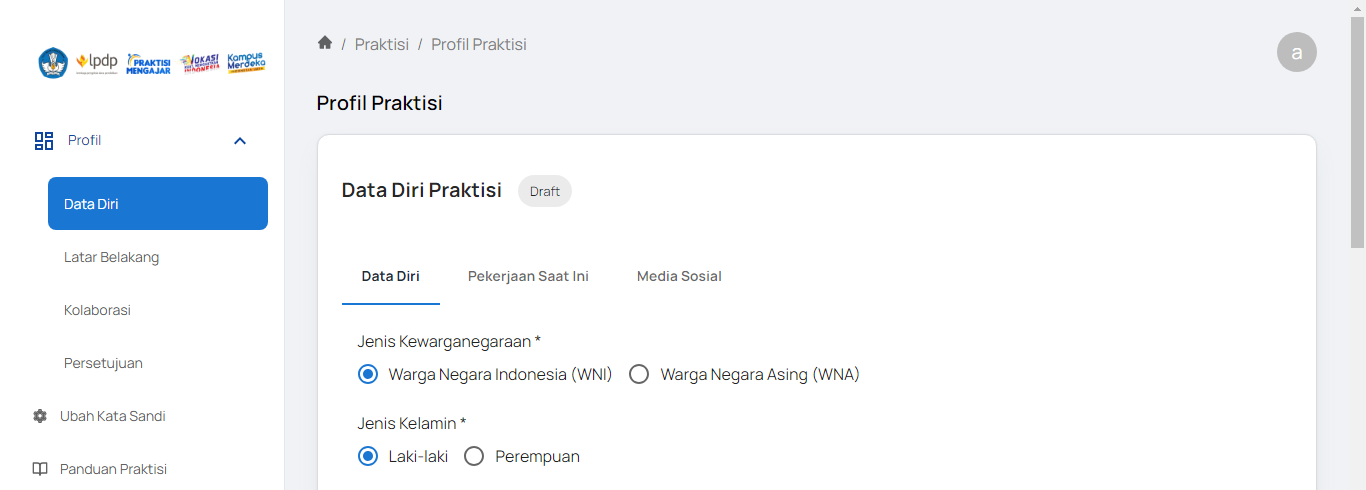 lpdp
PRAKTISI
MENGAJAR
Kampus
Merdeka
Profil
Data Diri
Latar Belakang
Kolaborasi
Persetujuan
Ubah Kata Sandi
Panduan Praktisi
/ Praktisi / Profil Praktisi
a
Profil Praktisi
Data Diri Praktisi Draft
Data Diri Pekerjaan Saat Ini Media Sosial
Jenis Kewarganegaraan *
Warga Negara Indonesia (WNI) Warga Negara Asing (WNA)
Jenis Kelamin *
Laki-laki Perempuan